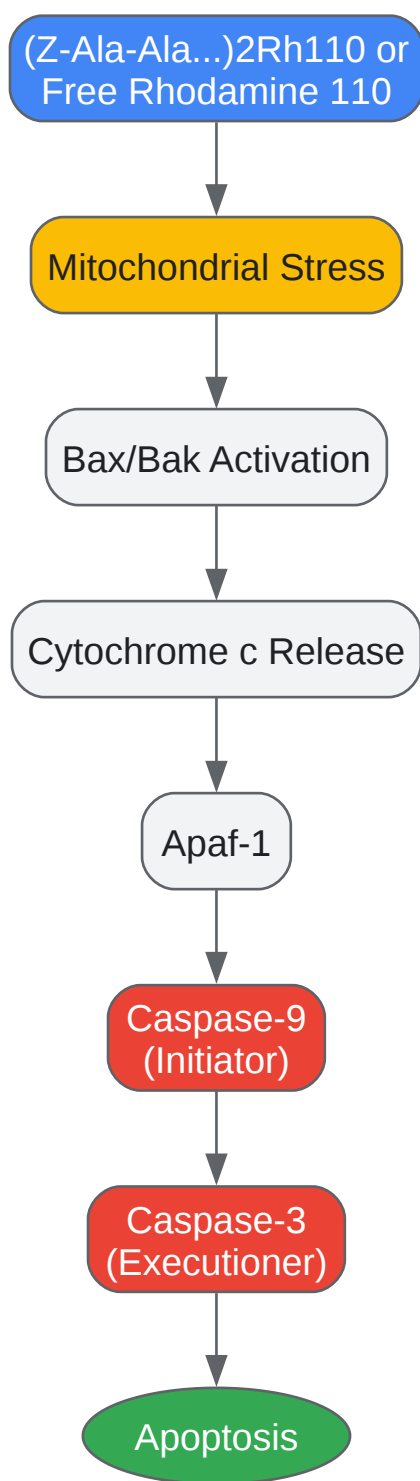 (Z-Ala-Ala...)2Rh110 or
Free Rhodamine 110
Mitochondrial Stress
Bax/Bak Activation
Cytochrome c Release
Apaf-1
Caspase-9
(Initiator)
Caspase-3
(Executioner)
Apoptosis